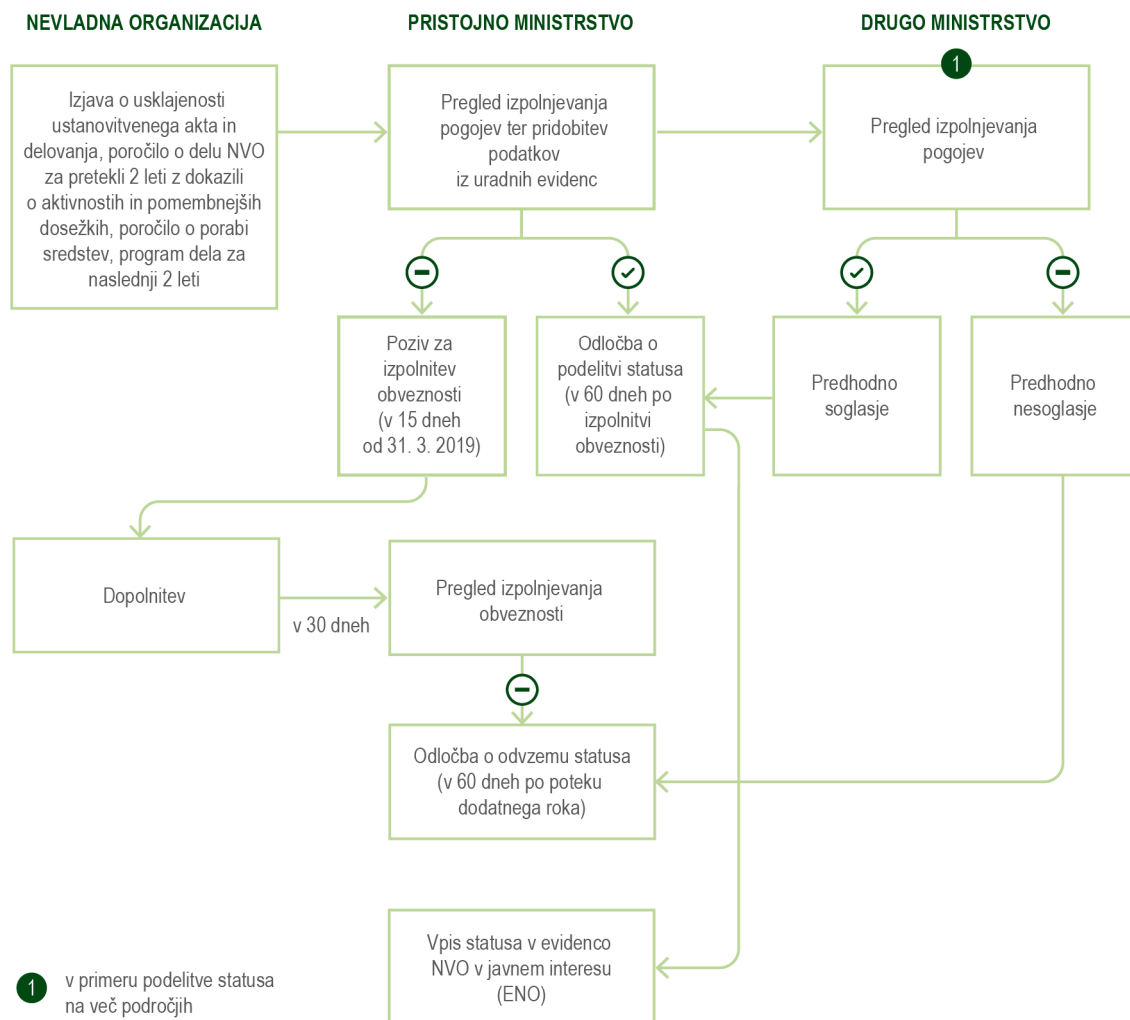 NEVLADNA ORGANIZACIJA
PRISTOJNO MINISTRSTVO
DRUGO MINISTRSTVO
Izjava o usklajenosti
ustanovitvenega akta in
delovanja, poročilo o delu NVO
za pretekli 2 leti z dokazili
o aktivnostih in pomembnejših
dosežkih, poročilo o porabi
sredstev, program dela za
naslednji 2 leti
Pregled izpolnjevanja
pogojev ter pridobitev
podatkov
iz uradnih evidenc
1
Pregled izpolnjevanja
pogojev
Poziv za
izpolnitev
obveznosti
(v 15 dneh
od 31. 3. 2019)
Odločba o
podelitvi statusa
(v 60 dneh po
izpolnitvi
obveznosti)
Predhodno
soglasje
Predhodno
nesoglasje
Dopolnitev
v 30 dneh
Pregled izpolnjevanja
obveznosti
Odločba o odvzemu statusa
(v 60 dneh po poteku
dodatnega roka)
Vpis statusa v evidenco
NVO v javnem interesu
(ENO)
1 v primeru podelitve statusa
na več področjih